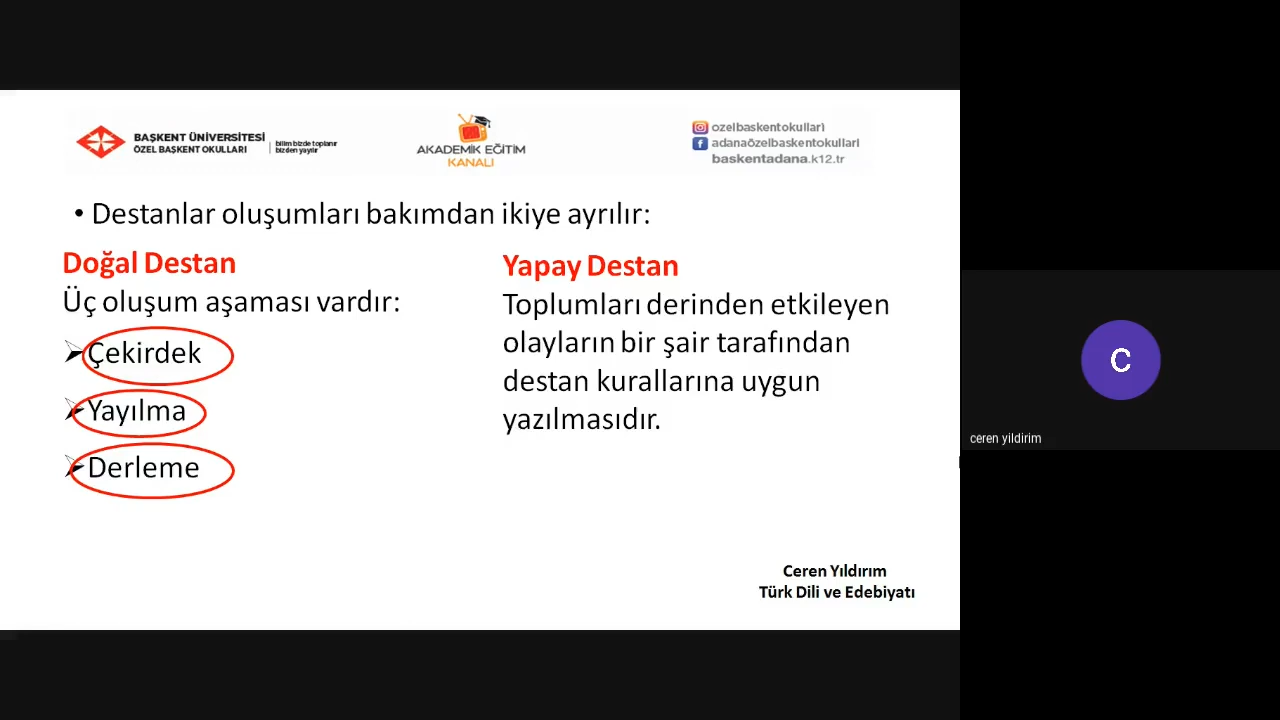 BAŞKENT ÜNİVERSİTESİ
ÖZEL BAŞKENT OKULLARI
bilim bizde toplanır
bizden yayılır
AKADEMİK EĞİTİM
KANALI
ozelbaskentokullari
adanaözelbaskentokullari
baskentadana.k12.tr
• Destanlar oluşumları bakımdan ikiye ayrılır:
Doğal Destan
Üç oluşum aşaması vardır:
Çekirdek
Yayılma
Derleme
Yapay Destan
Toplumları derinden etkileyen
olayların bir şair tarafından
destan kurallarına uygun
yazılmasıdır.
Ceren Yıldırım
Türk Dili ve Edebiyatı
C
ceren yildirim